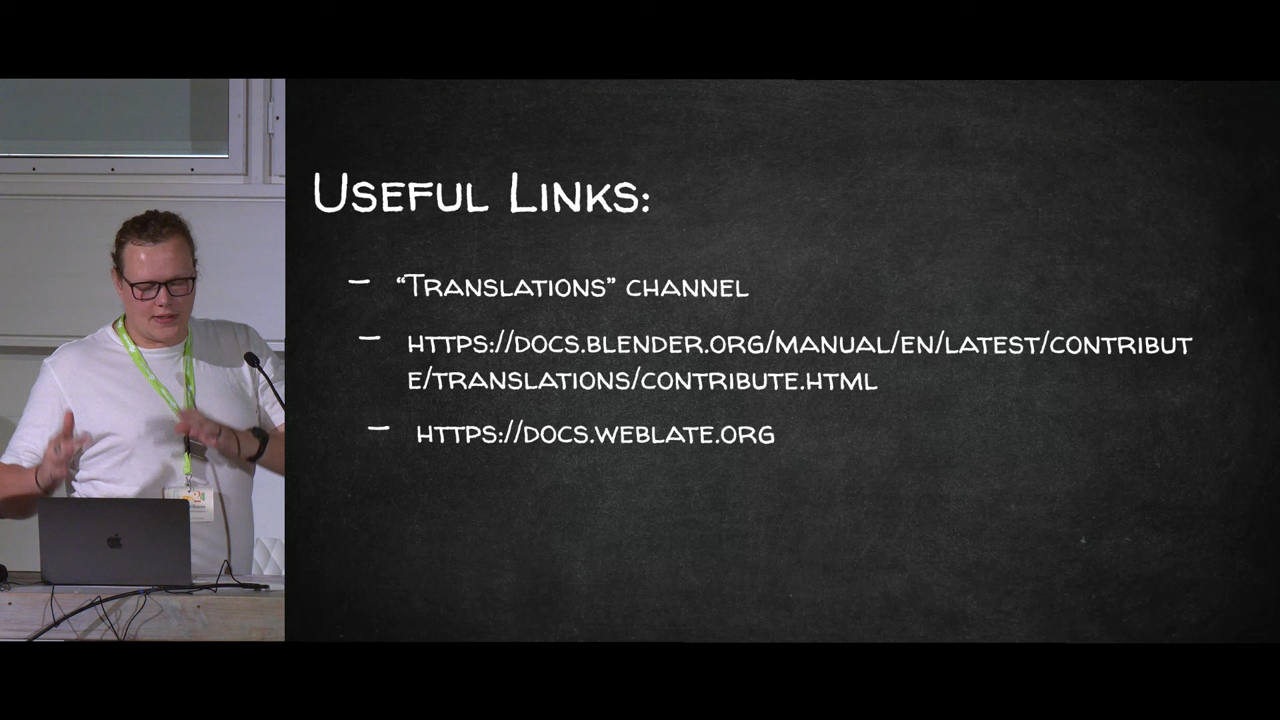 USEFUL LINKS:
– “TRANSLATIONS” CHANNEL
– HTTPS://DOCS.BLENDER.ORG/MANUAL/EN/LATEST/CONTRIBUT
E/TRANSLATIONS/CONTRIBUTE.HTML
– HTTPS://DOCS.WEBLATE.ORG